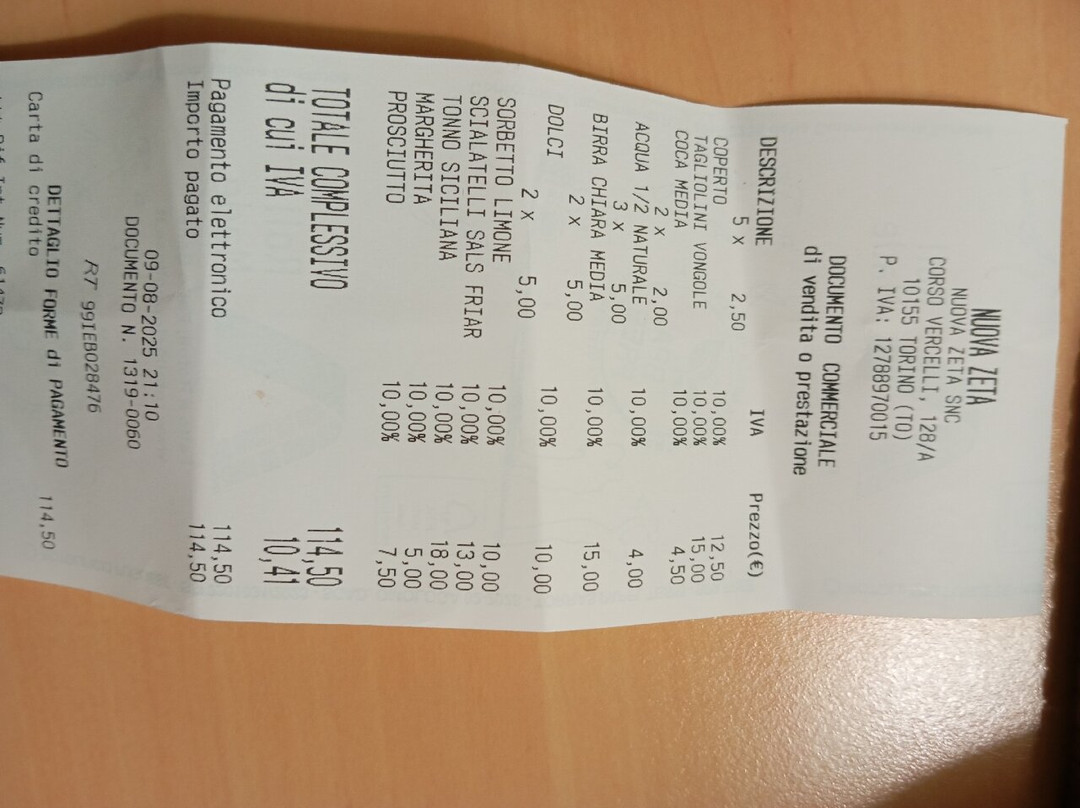 NUOVA ZETA
NUOVA ZETA SNC
CORSO VERCELLI, 128/A
10155 TORINO (TO)
P. IVA: 12788970015
DOCUMENTO COMMERCIALE
di vendita o prestazione
DESCRIZIONE IVA Prezzo(€)
5 x 2,50
COPERTO 10,00% 12,50
TAGLIOLINI VONGOLE 10,00% 15,00
COCA MEDIA 10,00% 4,50
2 x 2,00
ACQUA 1/2 NATURALE 10,00% 4,00
3 x 5,00
BIRRA CHIARA MEDIA 10,00% 15,00
2 x 5,00
DOLCI 10,00% 10,00
2 x 5,00
SORBETTO LIMONE 10,00% 10,00
SCIALATELLI SALS FRIAR 10,00% 13,00
TONNO SICILIANA 10,00% 18,00
MARGHERITA 10,00% 5,00
PROSCIUTTO 10,00% 7,50
TOTALE COMPLESSIVO 114,50
di cui IVA 10,41
Pagamento elettronico 114,50
Importo pagato 114,50
09-08-2025 21:10
DOCUMENTO N. 1319-0060
RT 99IEB028476
DETTAGLIO FORME di PAGAMENTO
Carta di credito 114,50